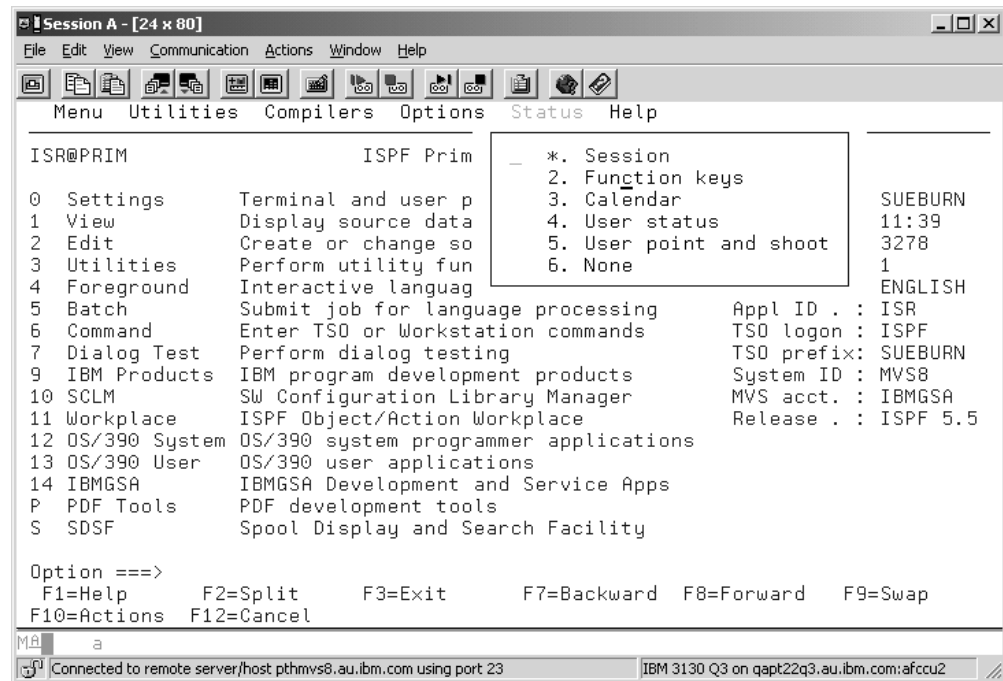 Session A - [24 x 80]
File Edit View Communication Actions Window Help
Menu Utilities Compilers Options Status Help
ISR@PRIM ISPF Prim _ *. Session
2. Function keys
0 Settings Terminal and user p 3. Calendar SUEBURN
1 View Display source data 4. User status 11:39
2 Edit Create or change so 5. User point and shoot 3278
3 Utilities Perform utility fun 6. None 1
4 Foreground Interactive languag ENGLISH
5 Batch Submit job for language processing Appl ID . : ISR
6 Command Enter TSO or Workstation commands TSO logon : ISPF
7 Dialog Test Perform dialog testing TSO prefix: SUEBURN
9 IBM Products IBM program development products System ID : MVS8
10 SCLM SW Configuration Library Manager MVS acct. : IBMGSA
11 Workplace ISPF Object/Action Workplace Release . : ISPF 5.5
12 OS/390 System OS/390 system programmer applications
13 OS/390 User OS/390 user applications
14 IBMGSA IBMGSA Development and Service Apps
P PDF Tools PDF development tools
S SDSF Spool Display and Search Facility
Option ===>
F1=Help F2=Split F3=Exit F7=Backward F8=Forward F9=Swap
F10=Actions F12=Cancel
MA a
Connected to remote server/host pthmvs8.au.ibm.com using port 23 IBM 3130 Q3 on qapt22q3.au.ibm.com:afccu2